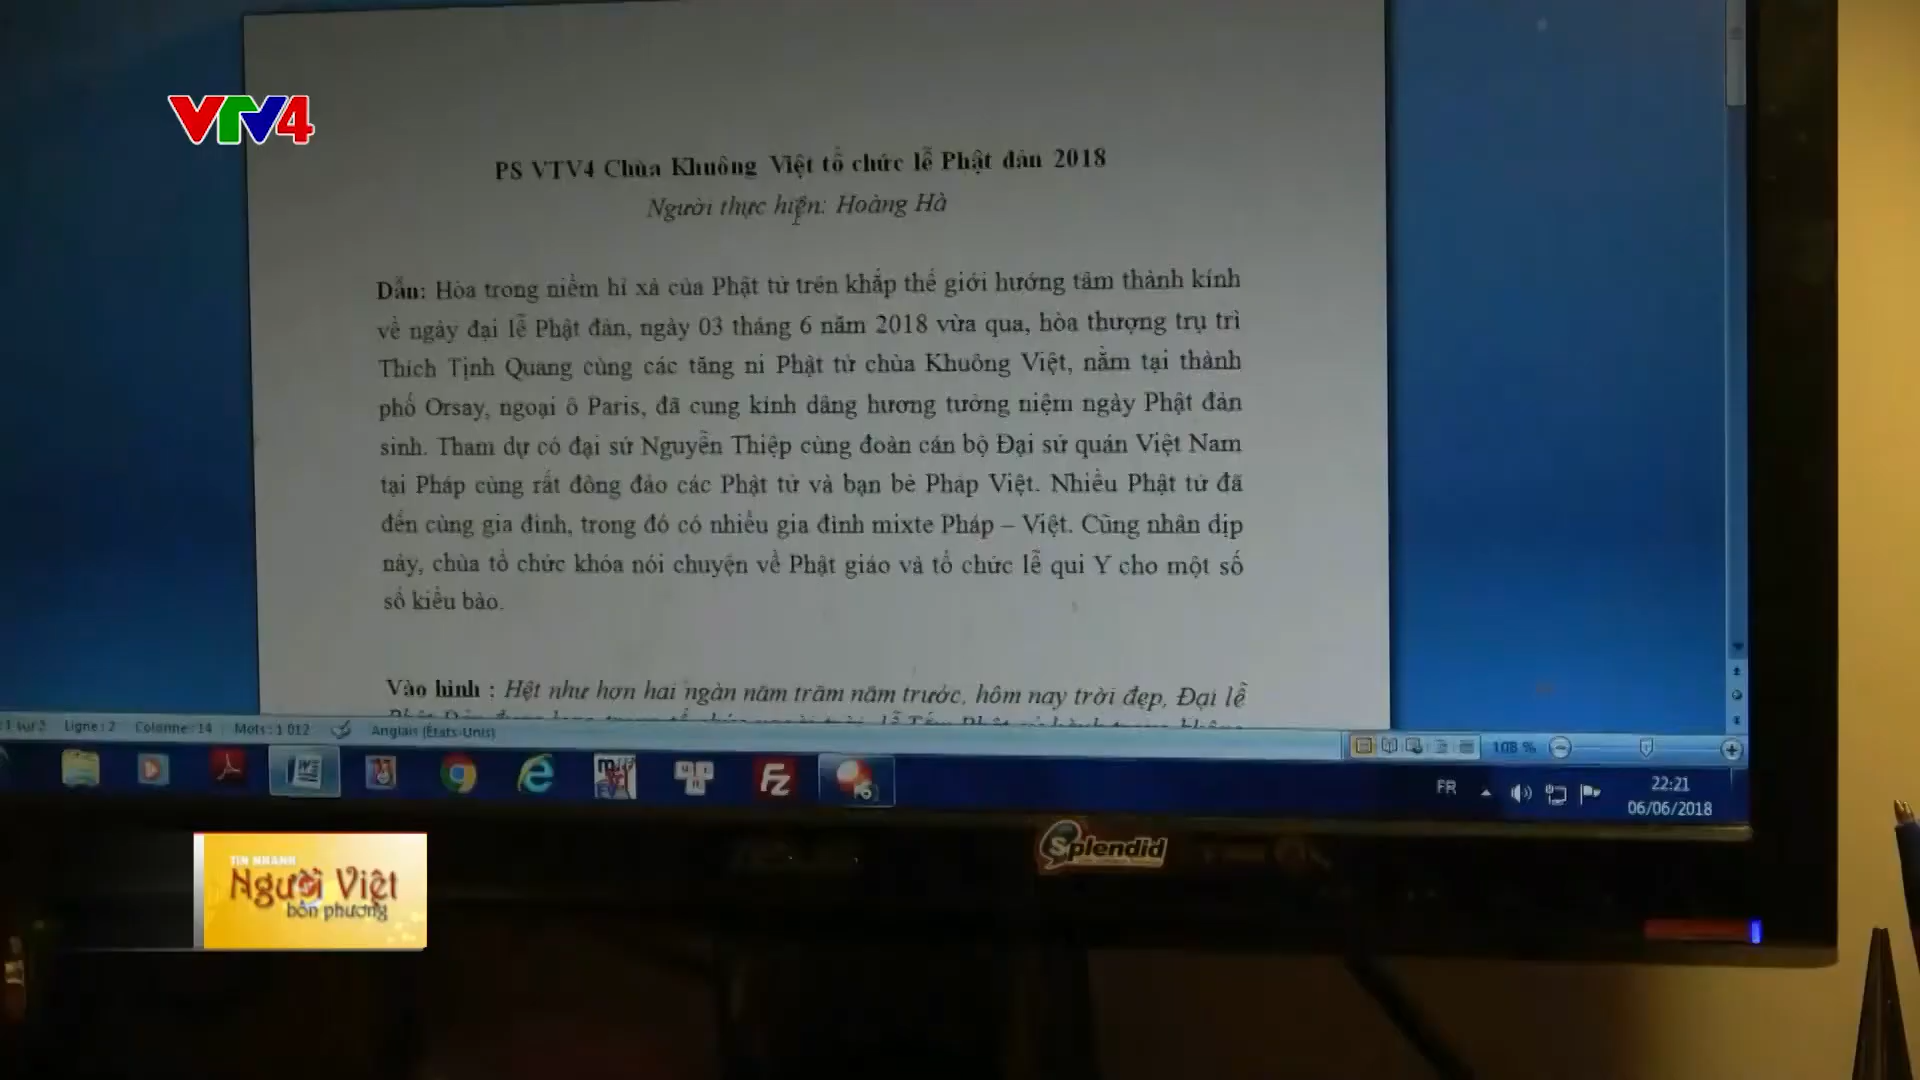 VTV4
PS VTV4 Chùa Khuông Việt tổ chức lễ Phật đản 2018
Người thực hiện: Hoàng Hà
Dẫn: Hòa trong niềm hỉ xả của Phật tử trên khắp thế giới hướng tâm thành kính
về ngày đại lễ Phật đản, ngày 03 tháng 6 năm 2018 vừa qua, hòa thượng trụ trì
Thích Tịnh Quang cùng các tăng ni Phật tử chùa Khuông Việt, nằm tại thành
phố Orsay, ngoại ô Paris, đã cung kính dâng hương tưởng niệm ngày Phật đản
sinh. Tham dự có đại sứ Nguyễn Thiệp cùng đoàn cán bộ Đại sứ quán Việt Nam
tại Pháp cùng rất đông đảo các Phật tử và bạn bè Pháp Việt. Nhiều Phật tử đã
đến cùng gia đình, trong đó có nhiều gia đình mixte Pháp – Việt. Cũng nhân dịp
này, chùa tổ chức khóa nói chuyện về Phật giáo và tổ chức lễ qui Y cho một số
số kiều bào.
Vào hình : Hệt như hơn hai ngàn năm trăm năm trước, hôm nay trời đẹp, Đại lễ
Ligne : 2 Colonne : 14 Mots : 1 012 Anglais (États-Unis) 108 %
FR 22:21
06/06/2018
Splendid
TIN NHANH
Người Việt
bốn phương